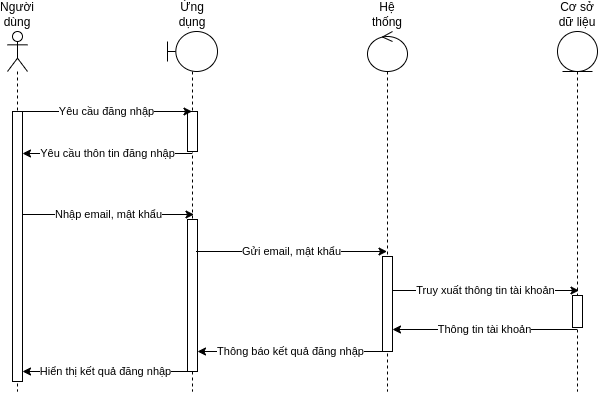 Người
dùng
Ứng
dụng
Hệ
thống
Cơ sở
dữ liệu
Yêu cầu đăng nhập
Yêu cầu thôn tin đăng nhập
Nhập email, mật khẩu
Gửi email, mật khẩu
Truy xuất thông tin tài khoản
Thông tin tài khoản
Thông báo kết quả đăng nhập
Hiển thị kết quả đăng nhập